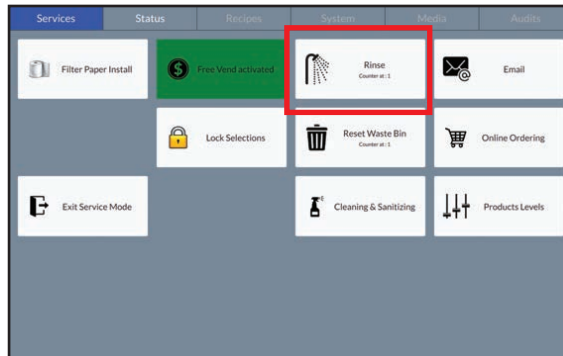 Services Status Recipes System Media Audits
Filter Paper Install
Free Vend activated
Rinse
Counter at : 1
Email
Lock Selections
Reset Waste Bin
Counter at : 1
Online Ordering
Exit Service Mode
Cleaning & Sanitizing
Products Levels